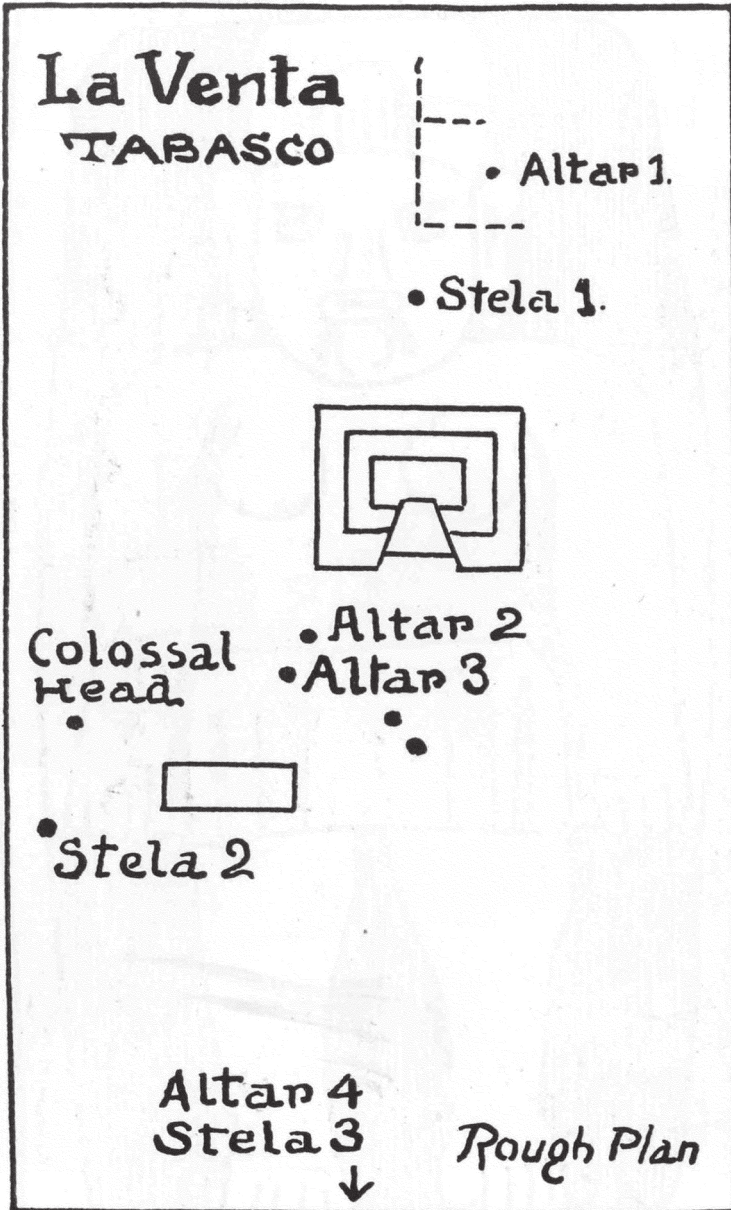 La Venta
TABASCO
Altar 1.
Stela 1.
Altar 2
Altar 3
Colossal
Head.
Stela 2
Altar 4
Stela 3
Rough Plan